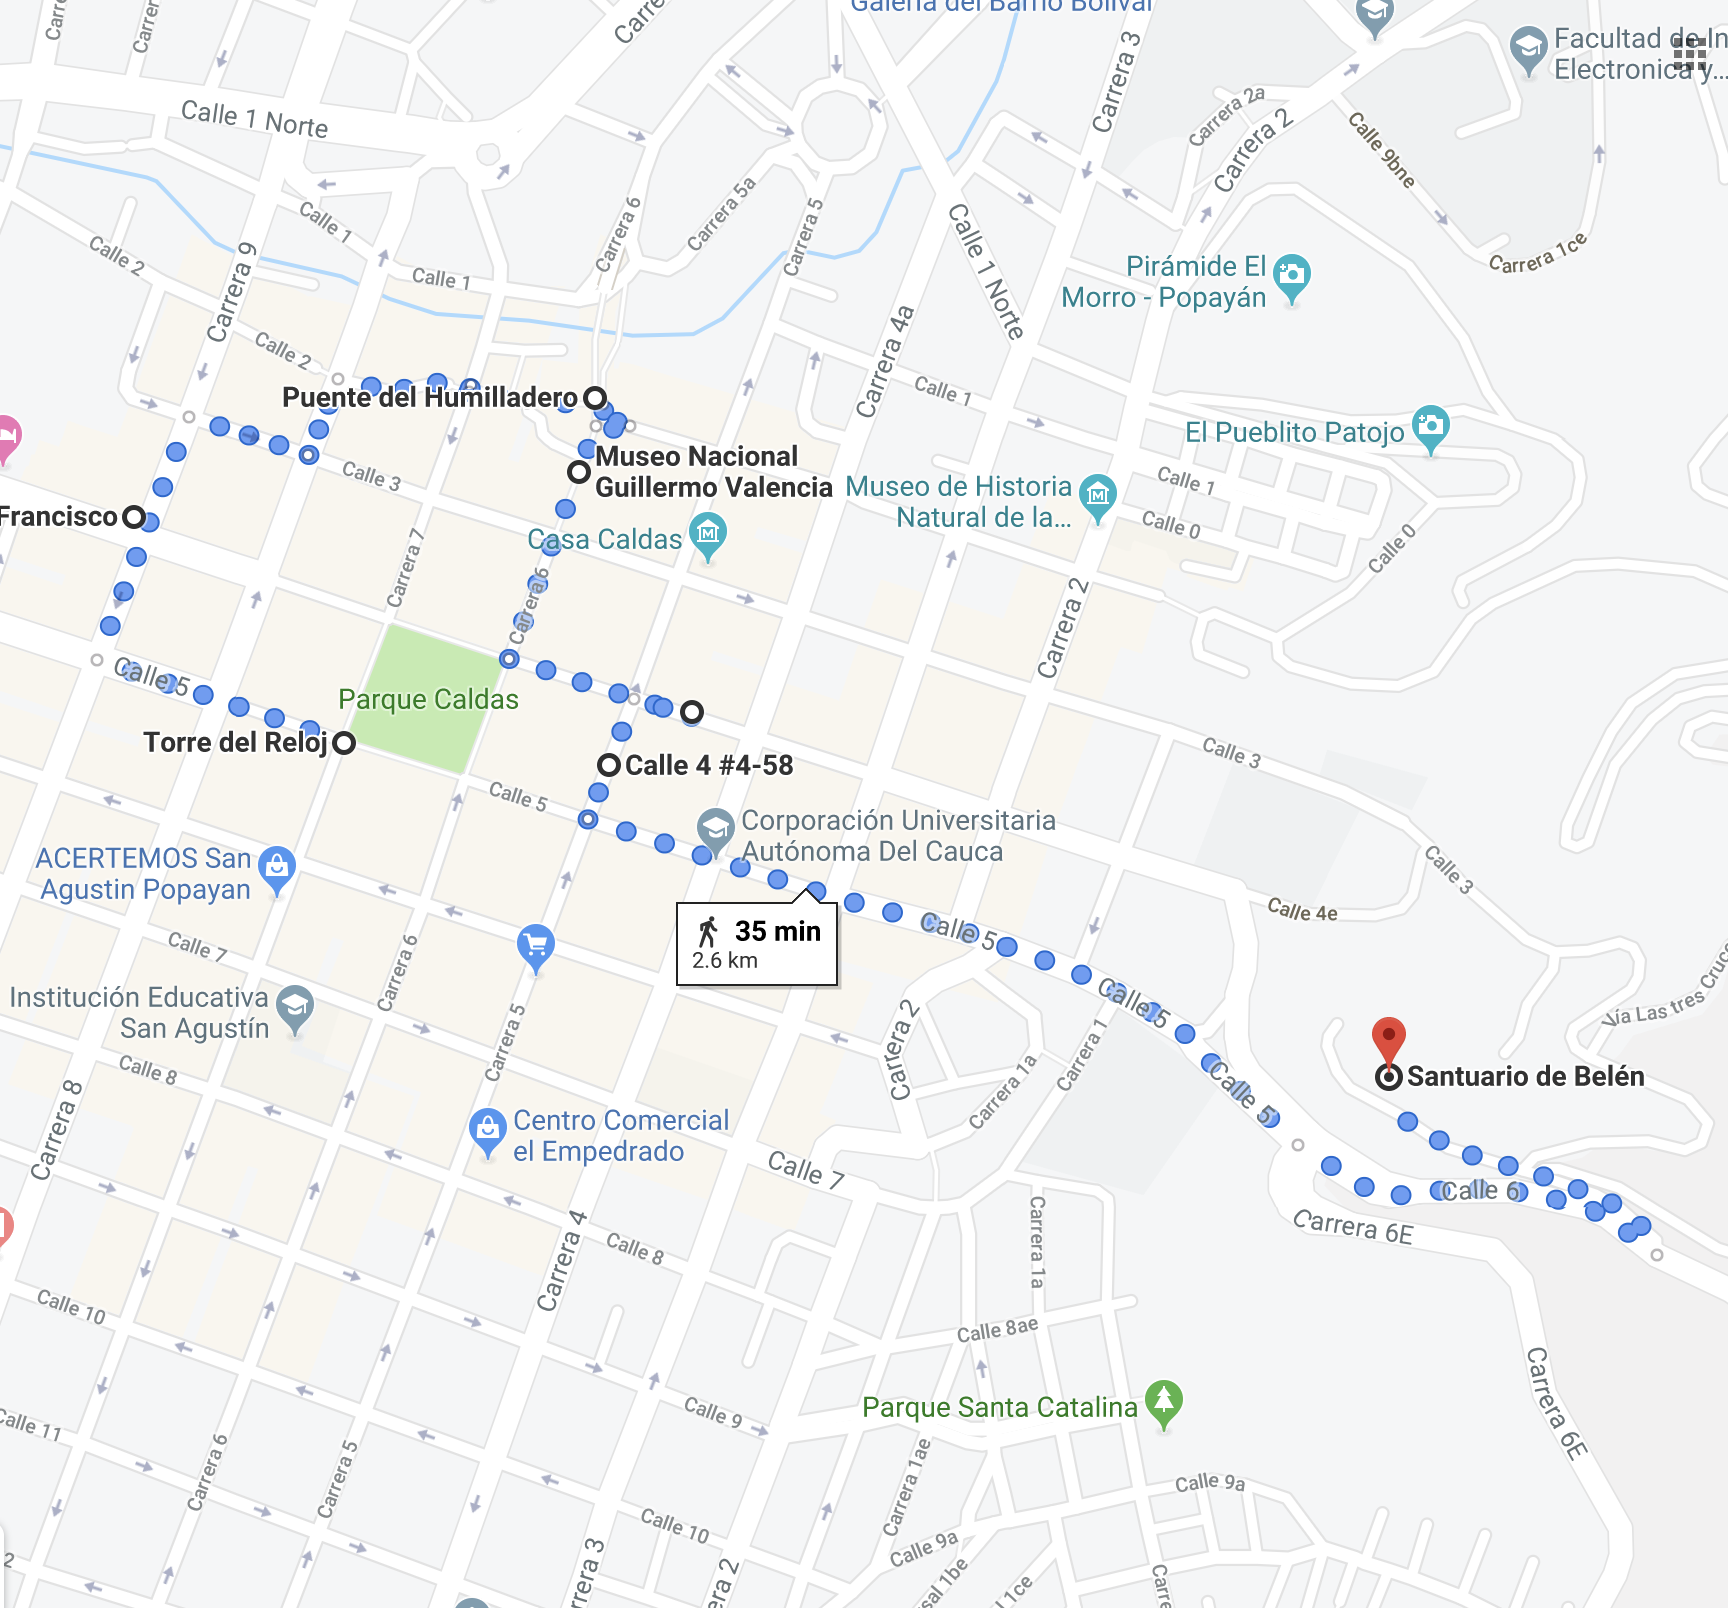 Galería del Barrio Bolívar
Carrera 3
Facultad de In
Electronica y...
Carrera 2a
Carrera 2
Calle 9bne
Carrera 1ce
Calle 1 Norte
Calle 1
Calle 2
Carrera 9
Calle 1
Carrera 6
Carrera 5a
Carrera 5
Calle 1 Norte
Pirámide El
Morro - Popayán
Calle 2
Carrera 4a
Calle 1
Puente del Humilladero
El Pueblito Patojo
Museo Nacional
Guillermo Valencia
Calle 3
Museo de Historia
Natural de la...
Calle 1
Calle 0
Calle 0
Francisco
Casa Caldas
Carrera 7
Carrera 6
Carrera 2
Calle 5
Parque Caldas
Torre del Reloj
Calle 4 #4-58
Calle 3
Calle 5
Corporación Universitaria
Autónoma Del Cauca
ACERTEMOS San
Agustin Popayan
Calle 3
Calle 4e
35 min
2.6 km
Calle 5
Calle 7
Carrera 6
Institución Educativa
San Agustín
Carrera 5
Calle 5
Carrera 2
Vía Las tres Cruce
Carrera 1
Carrera 1a
Calle 5
Santuario de Belén
Calle 8
Carrera 8
Centro Comercial
el Empedrado
Calle 7
Calle 6
Carrera 6E
Carrera 1a
Calle 8
Carrera 4
Calle 10
Calle 8ae
Carrera 6E
Parque Santa Catalina
Calle 9
Calle 11
Carrera 6
Carrera 5
Carrera 1ae
Calle 9a
Calle 10
Calle 9a
Carrera 2